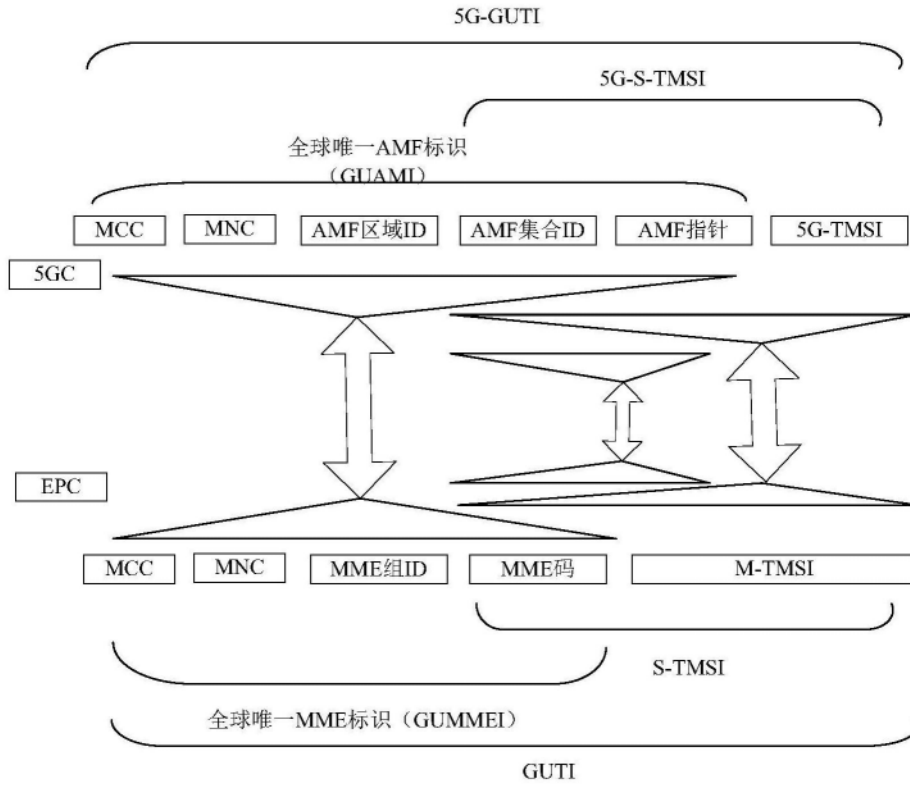 5G-GUTI
5G-S-TMSI
全球唯一AMF标识
（GUAMI）
MCC
MNC
AMF区域ID
AMF集合ID
AMF指针
5G-TMSI
5GC
EPC
MCC
MNC
MME组ID
MME码
M-TMSI
S-TMSI
全球唯一MME标识（GUMMEI）
GUTI